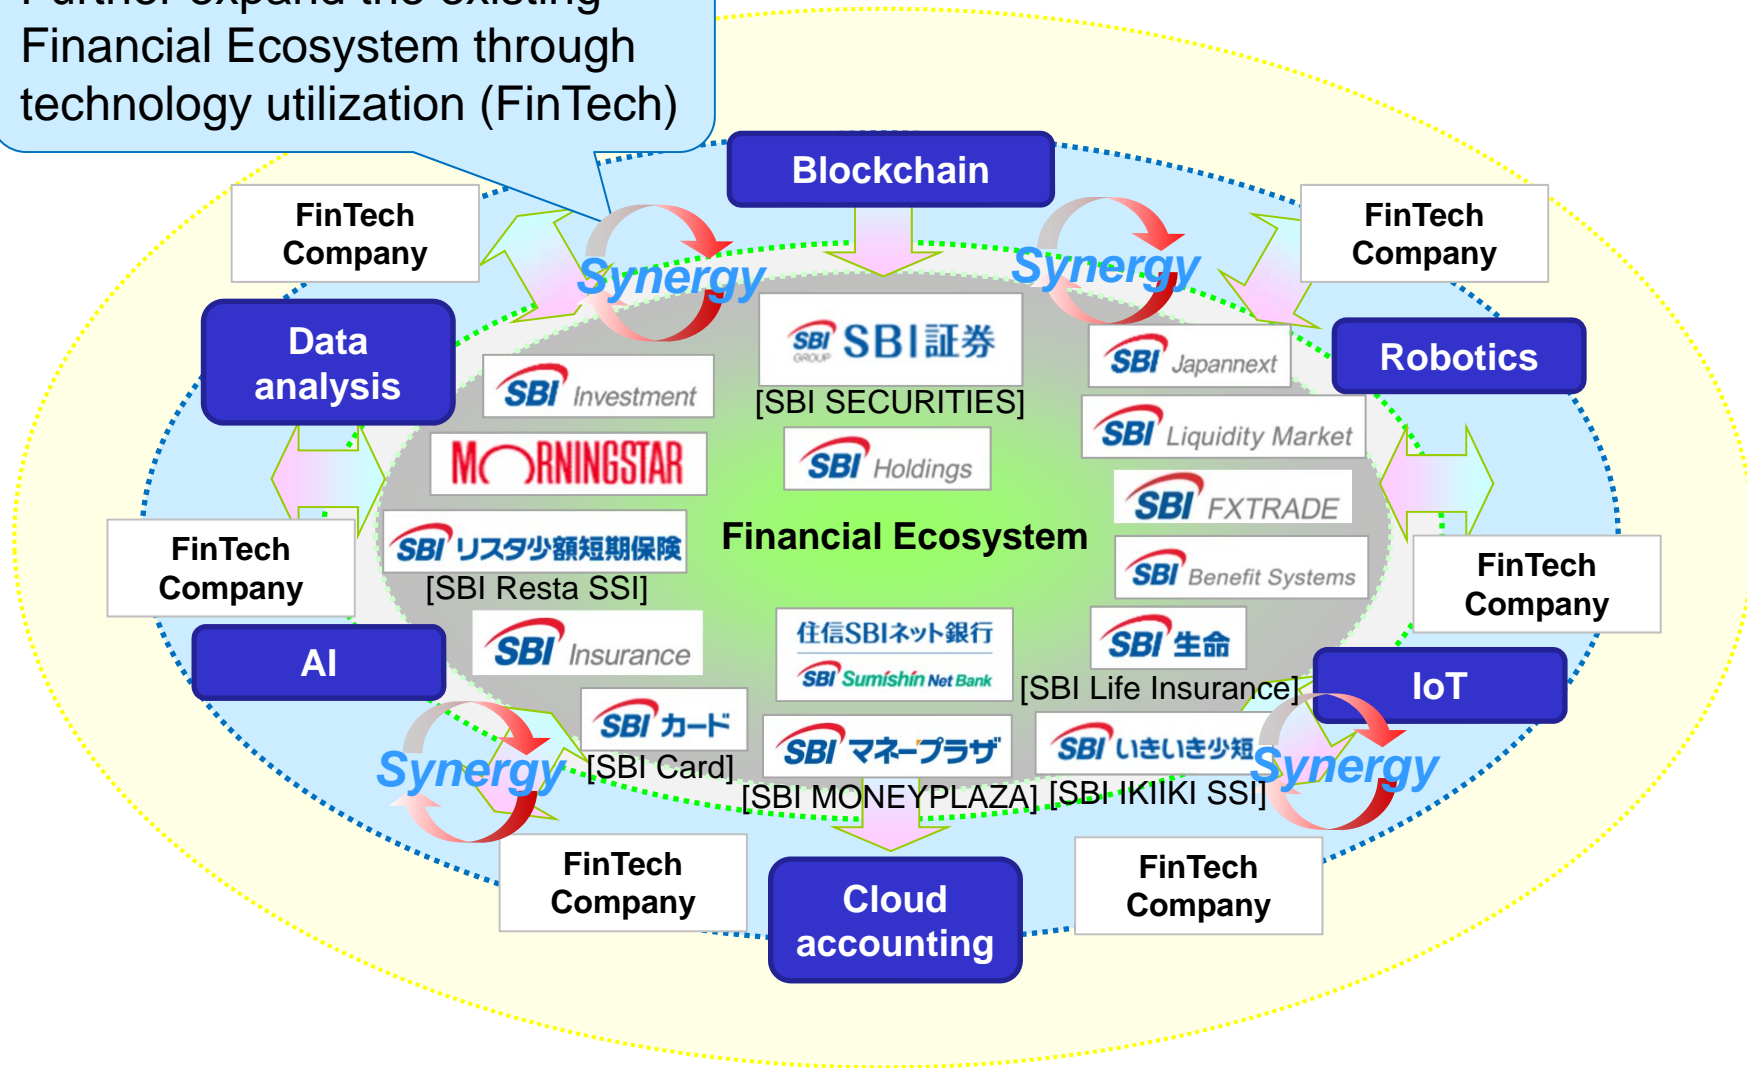 Further expand the existing
Financial Ecosystem through
technology utilization (FinTech)
Blockchain
FinTech
Company
FinTech
Company
Synergy
Synergy
Data
analysis
Robotics
SBI
GROUP
SBI証券
[SBI SECURITIES]
SBI Japannext
SBI Investment
SBI Liquidity Market
MORNINGSTAR
SBI Holdings
SBI FXTRADE
Financial Ecosystem
SBI リスタ少額短期保険
[SBI Resta SSI]
FinTech
Company
SBI Benefit Systems
FinTech
Company
SBI Insurance
住信SBIネット銀行
SBI Sumishin Net Bank
SBI 生命
[SBI Life Insurance]
AI
IoT
SBI カード
[SBI Card]
SBI マネープラザ
[SBI MONEYPLAZA]
SBI いきいき少短
[SBI IKIIKI SSI]
Synergy
Synergy
FinTech
Company
Cloud
accounting
FinTech
Company